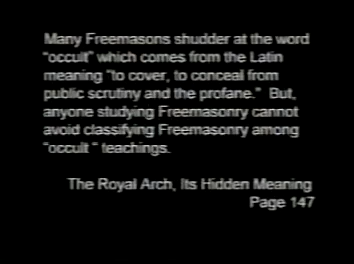 Many Freemasons shudder at the word
"occult" which comes from the Latin
meaning "to cover, to conceal from
public scrutiny and the profane." But,
anyone studying Freemasonry cannot
avoid classifying Freemasonry among
"occult " teachings.
The Royal Arch, Its Hidden Meaning
Page 147